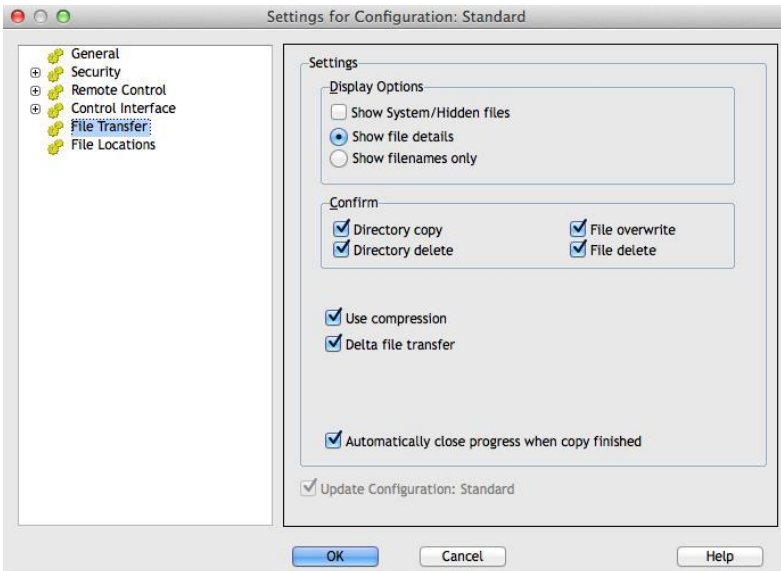 Settings for Configuration: Standard
General
Security
Remote Control
Control Interface
File Transfer
File Locations
Settings
Display Options
Show System/Hidden files
Show file details
Show filenames only
Confirm
Directory copy
File overwrite
Directory delete
File delete
Use compression
Delta file transfer
Automatically close progress when copy finished
Update Configuration: Standard
OK
Cancel
Help